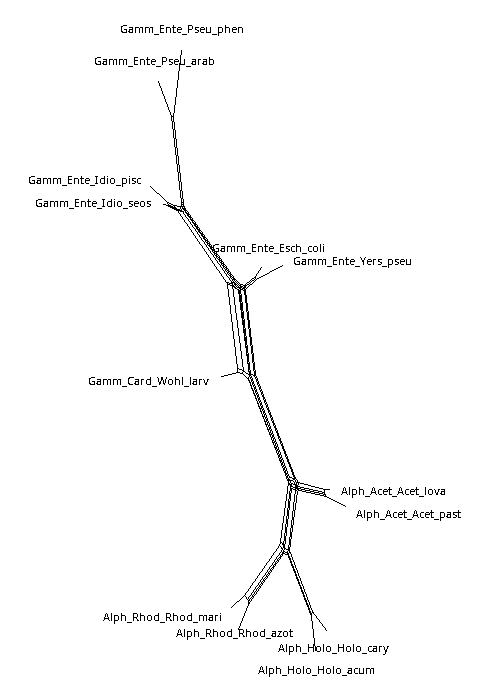 Gamm_Ente_Pseu_phen
Gamm_Ente_Pseu_arab
Gamm_Ente_Idio_pisc
Gamm_Ente_Idio_seos
Gamm_Ente_Esch_coli
Gamm_Ente_Yers_pseu
Gamm_Card_Wohl_larv
Alph_Acet_Acet_lova
Alph_Acet_Acet_past
Alph_Rhod_Rhod_mari
Alph_Rhod_Rhod_azot
Alph_Holo_Holo_cary
Alph_Holo_Holo_acum